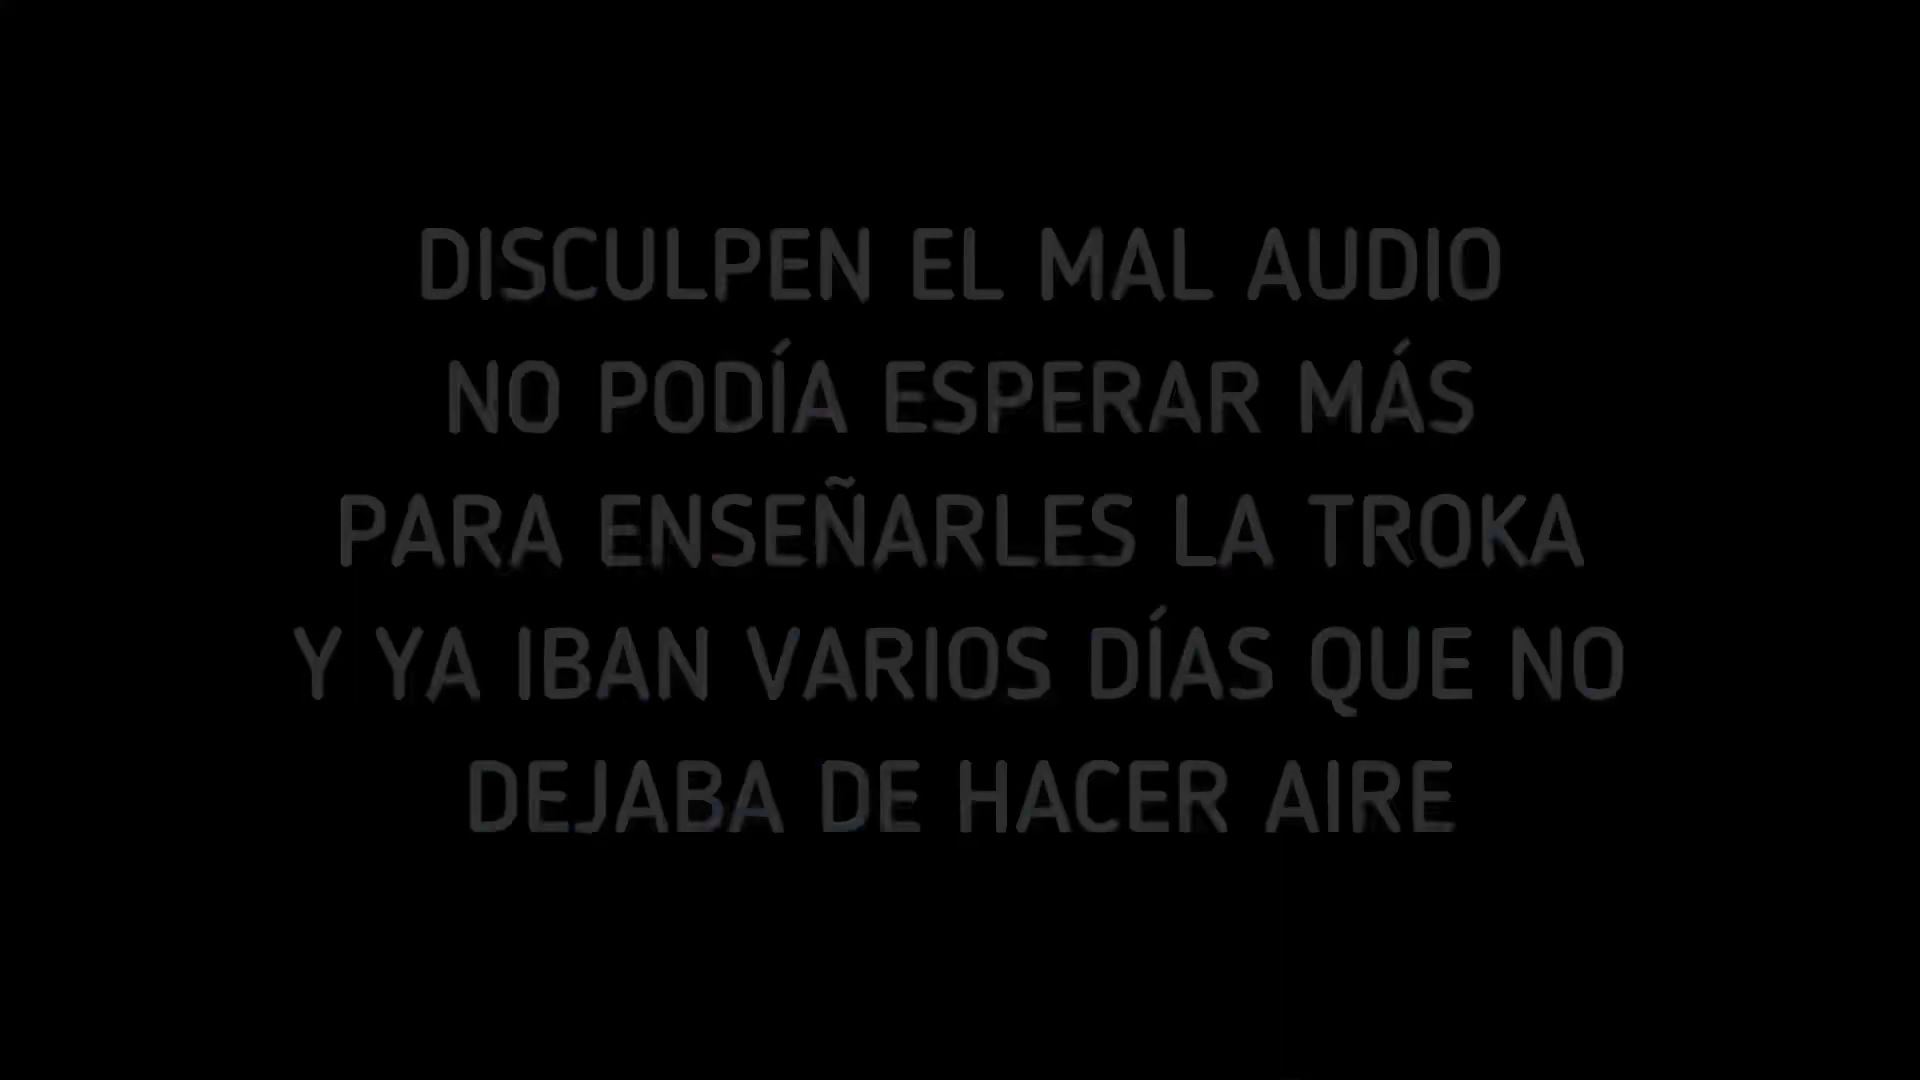 DISCULPEN EL MAL AUDIO
NO PODÍA ESPERAR MÁS
PARA ENSEÑARLES LA TROKA
Y YA IBAN VARIOS DÍAS QUE NO
DEJABA DE HACER AIRE